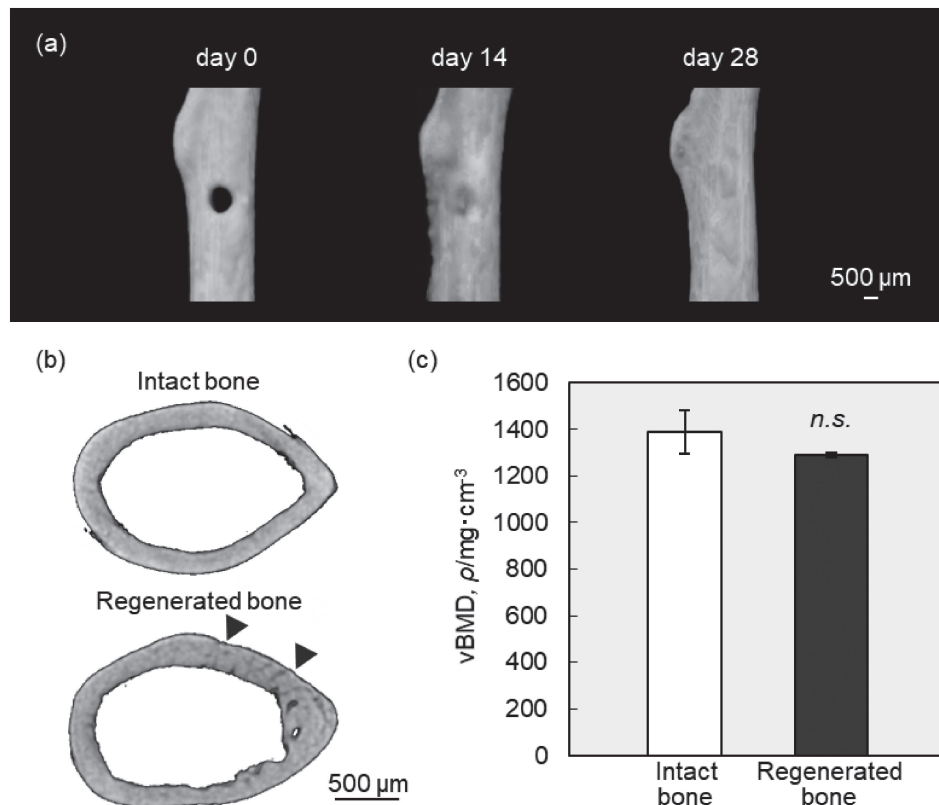 (a)
day 0
day 14
day 28
500 µm
(b)
Intact bone
Regenerated bone
500 µm
(c)
vBMD, ρ/mg·cm⁻³
1600
1400
1200
1000
800
600
400
200
0
n.s.
Intact bone
Regenerated bone